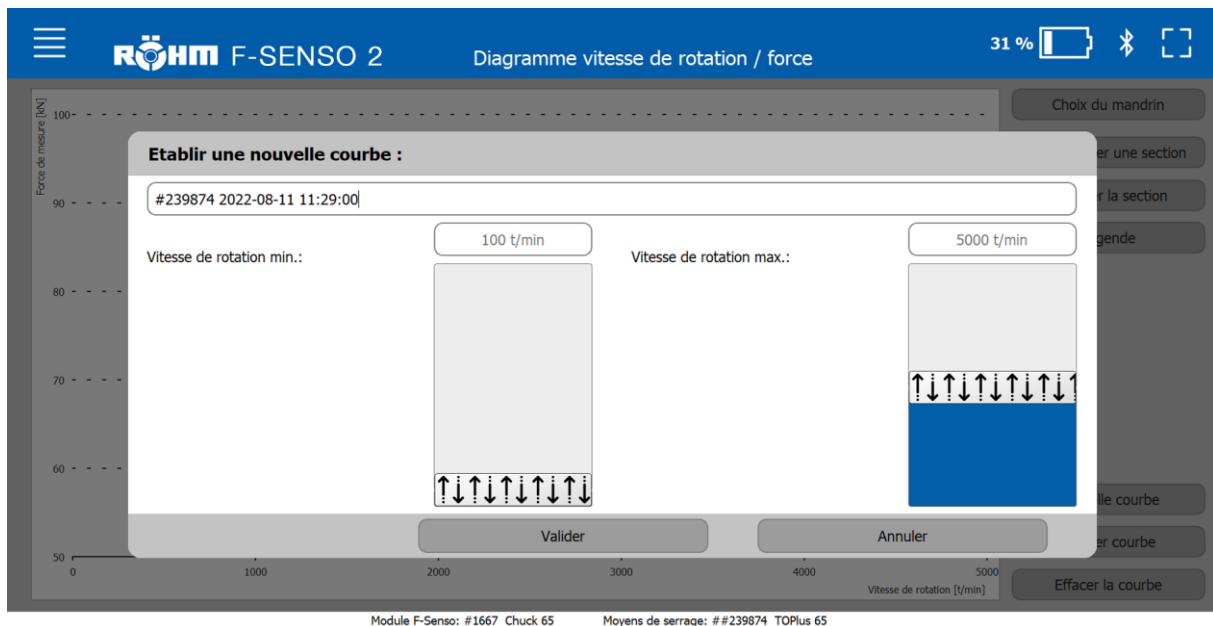 RÖHM F-SENSO 2
Diagramme vitesse de rotation / force
31 %
Force de mesure [kN]
100
90
80
70
60
50
0
1000
2000
3000
4000
5000
Vitesse de rotation [t/min]
Choix du mandrin
er une section
r la section
gende
lle courbe
er courbe
Effacer la courbe
Etablir une nouvelle courbe :
#239874 2022-08-11 11:29:00
Vitesse de rotation min.:
100 t/min
Vitesse de rotation max.:
5000 t/min
Valider
Annuler
Module F-Senso: #1667 Chuck 65 Moyens de serrage: ##239874 TOPlus 65